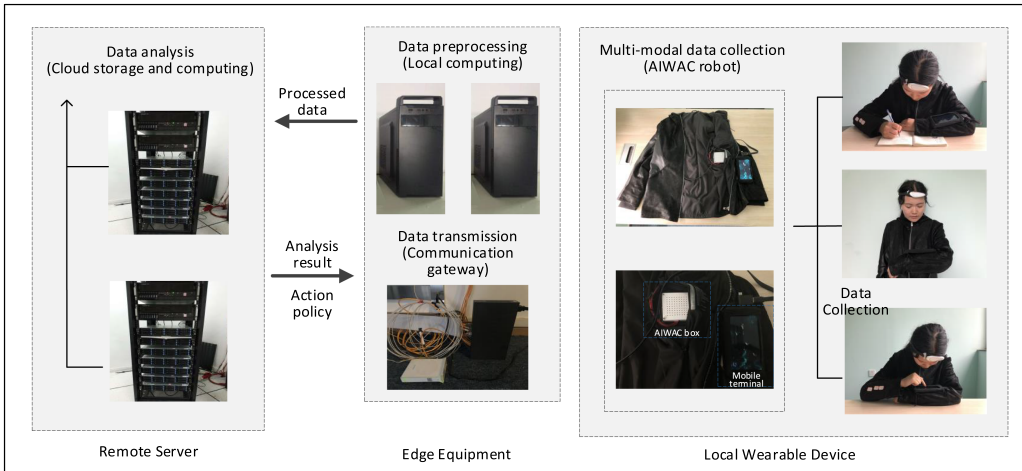 Data analysis
(Cloud storage and computing)
Remote Server
Processed
data
Analysis
result
Action
policy
Data preprocessing
(Local computing)
Data transmission
(Communication
gateway)
Edge Equipment
Multi-modal data collection
(AIWAC robot)
AIWAC box
Mobile
terminal
Data
Collection
Local Wearable Device